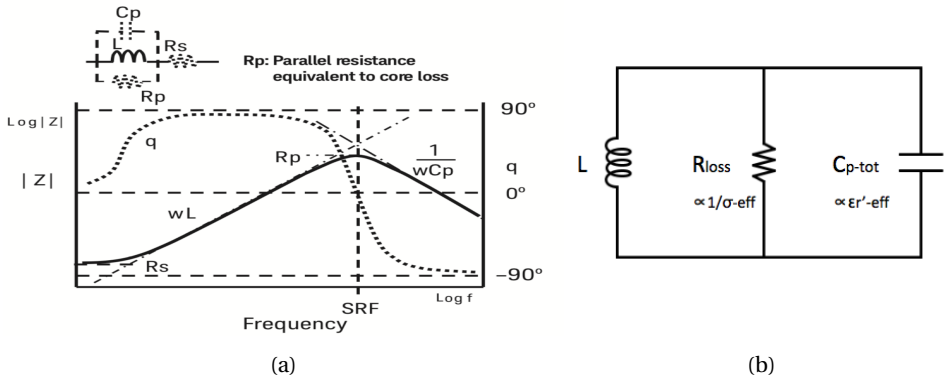 Cp
L
Rs
Rp
Rp: Parallel resistance
equivalent to core loss
Log|Z|
90°
q
Rp
1
wCp
q
|Z|
0°
wL
Rs
-90°
Log f
SRF
Frequency
(a)
L
Rloss
∝1/σ-eff
Cp-tot
∝εr'-eff
(b)